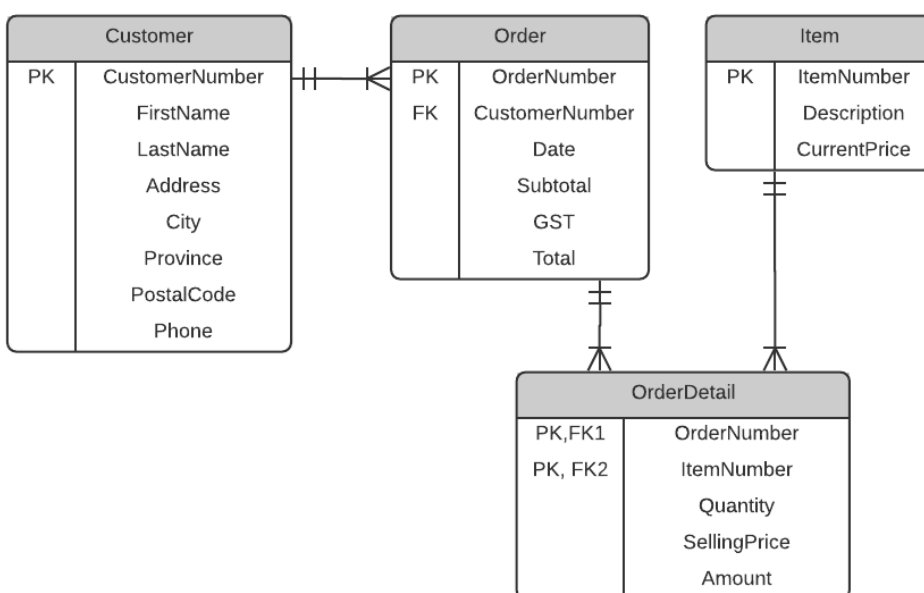 Customer
PK CustomerNumber
FirstName
LastName
Address
City
Province
PostalCode
Phone
Order
PK OrderNumber
FK CustomerNumber
Date
Subtotal
GST
Total
Item
PK ItemNumber
Description
CurrentPrice
OrderDetail
PK,FK1 OrderNumber
PK, FK2 ItemNumber
Quantity
SellingPrice
Amount